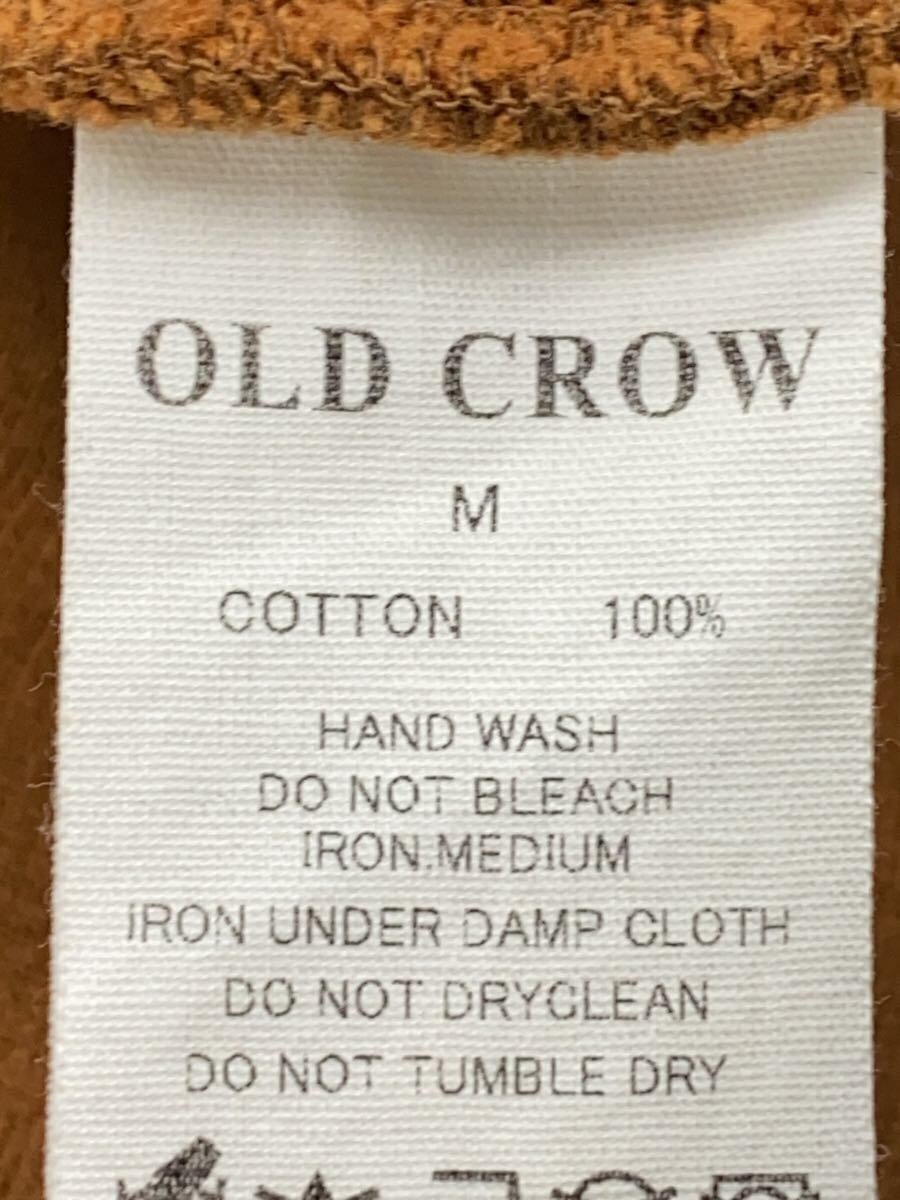 OLD CROW
M
COTTON 100%
HAND WASH
DO NOT BLEACH
IRON.MEDIUM
IRON UNDER DAMP CLOTH
DO NOT DRYCLEAN
DO NOT TUMBLE DRY